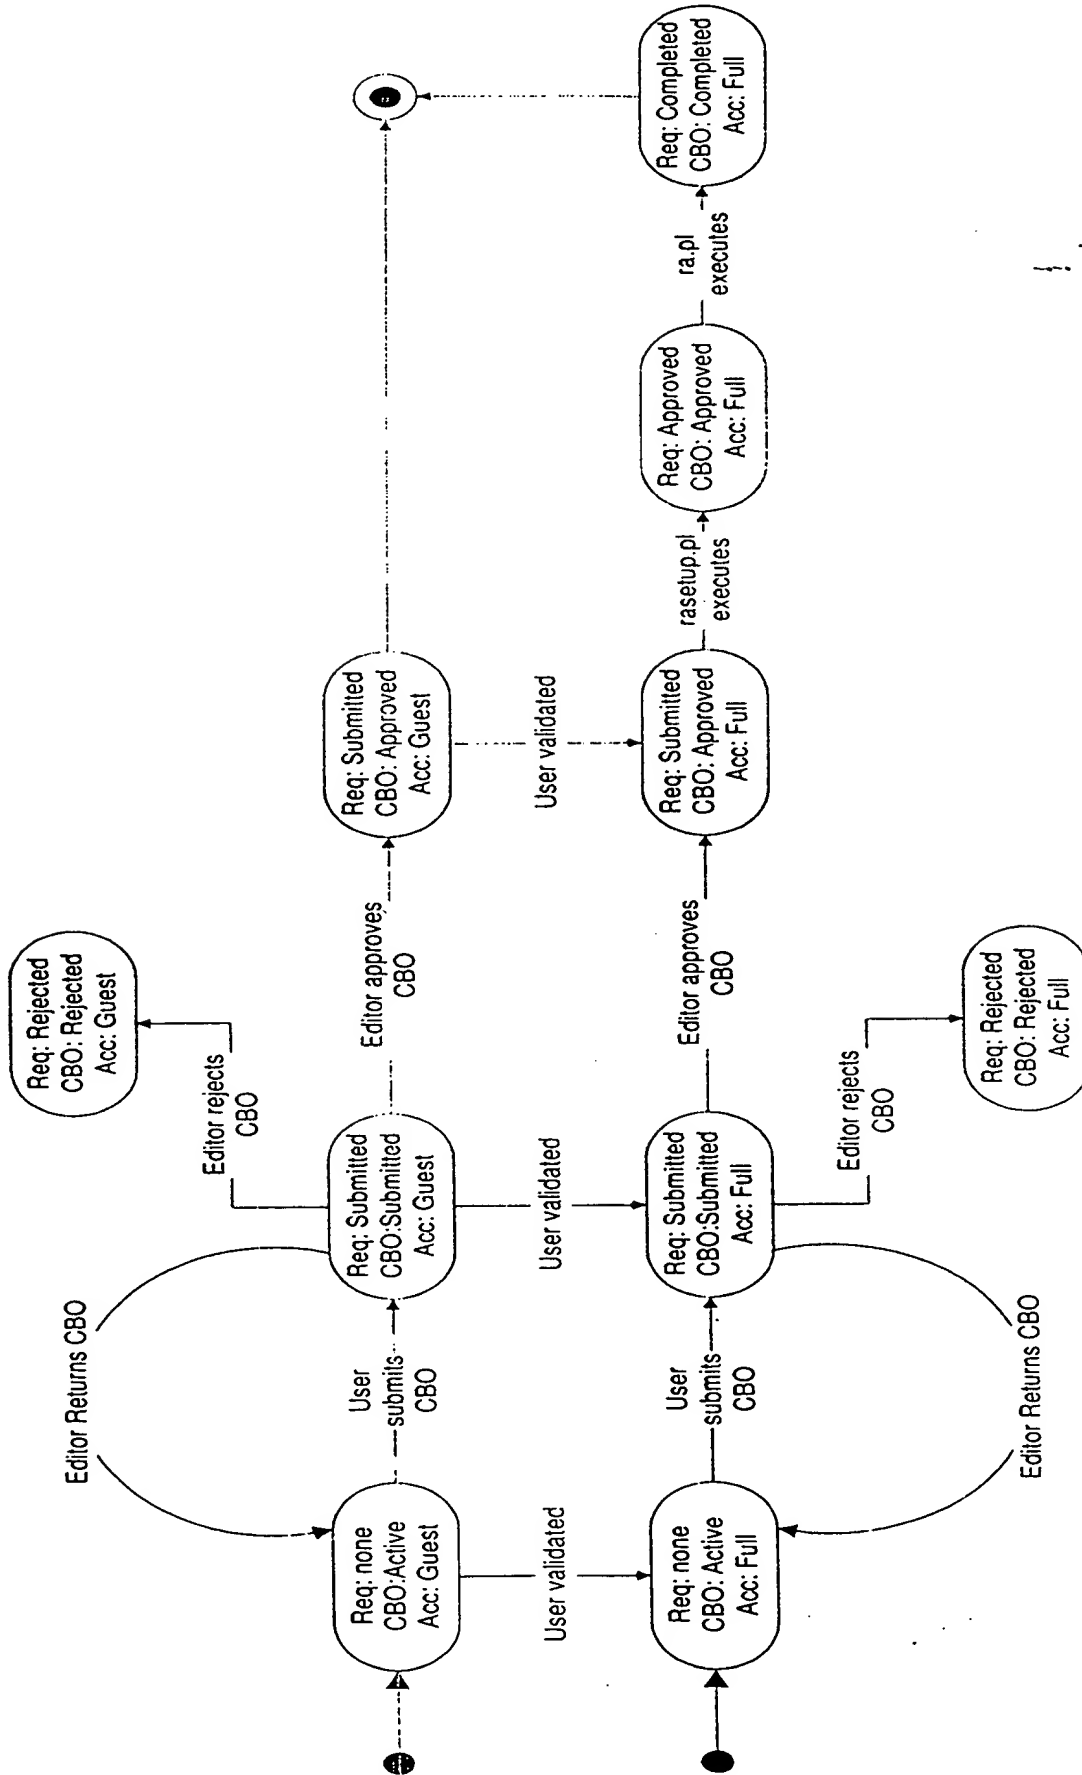 Req: Rejected
CBO: Rejected
Acc: Guest
Editor rejects
CBO
Editor Returns CBO
Req: none
CBO:Active
Acc: Guest
User
submits
CBO
Req: Submitted
CBO:Submitted
Acc: Guest
Editor approves
CBO
Req: Submitted
CBO: Approved
Acc: Guest
User validated
User validated
User validated
Req: none
CBO: Active
Acc: Full
User
submits
CBO
Req: Submitted
CBO:Submitted
Acc: Full
Editor approves
CBO
Req: Submitted
CBO: Approved
Acc: Full
rasetup.pl
executes
Req: Approved
CBO: Approved
Acc: Full
ra.pl
executes
Req: Completed
CBO: Completed
Acc: Full
Editor Returns CBO
Editor rejects
CBO
Req: Rejected
CBO: Rejected
Acc: Full